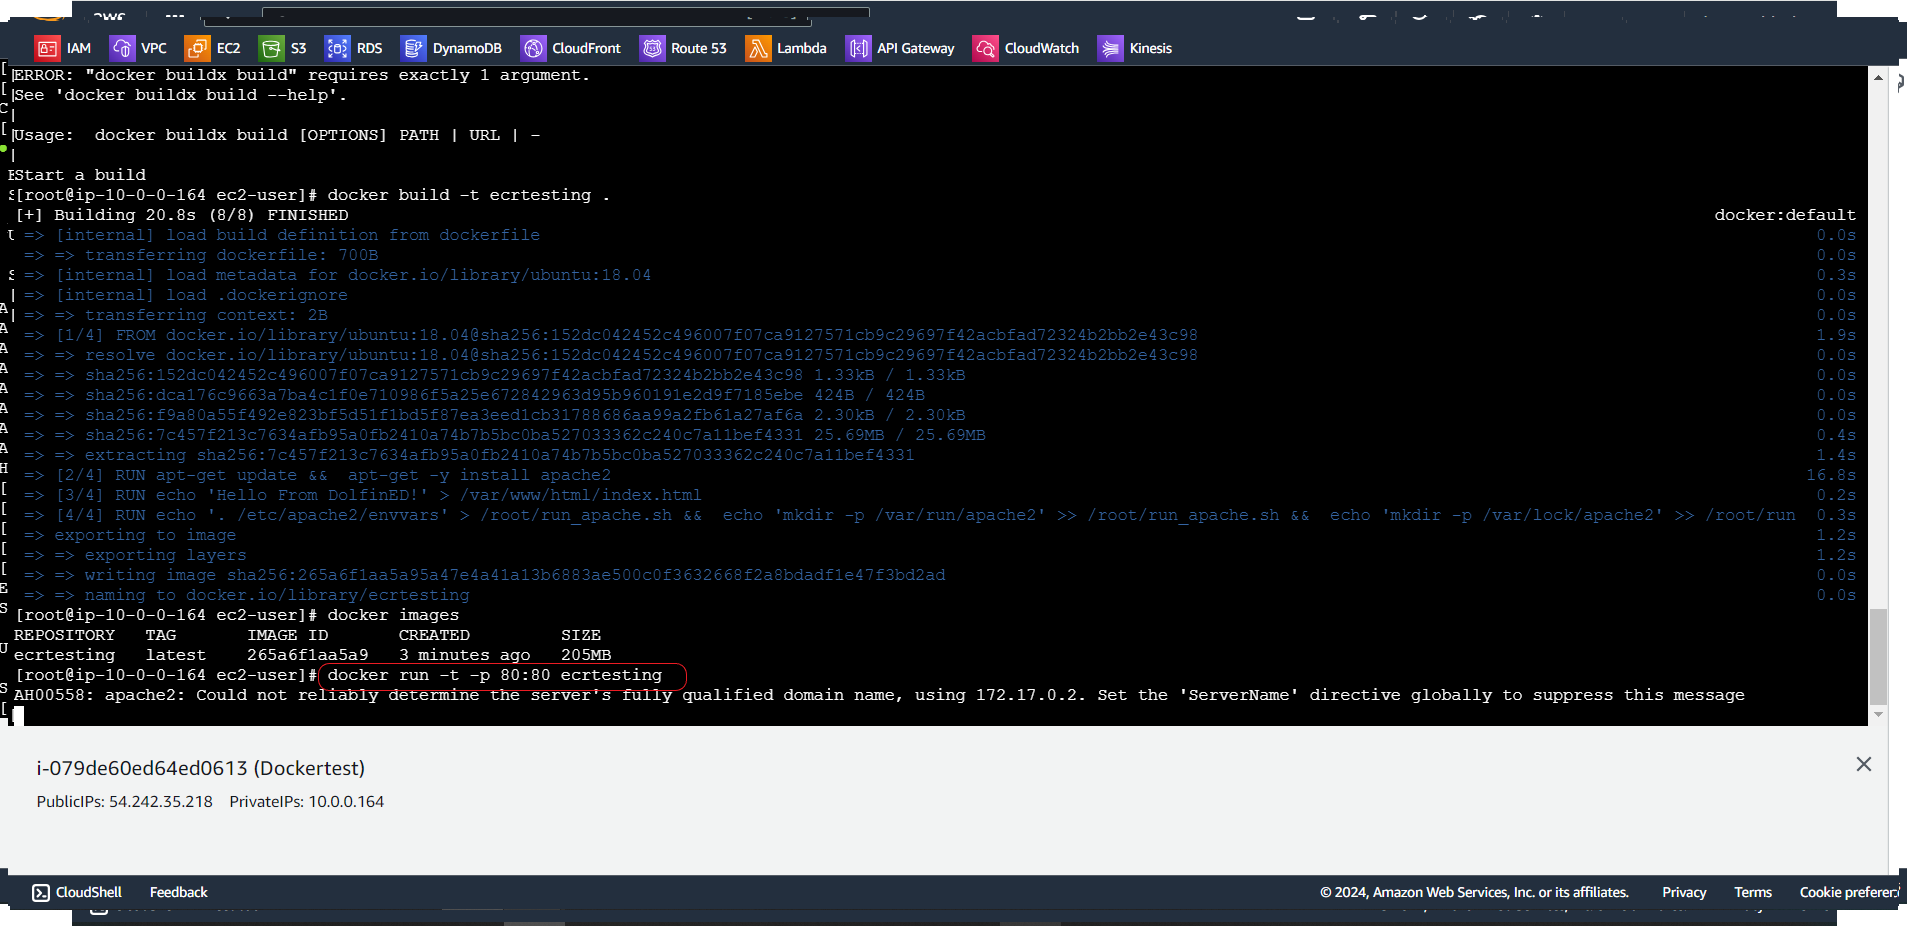 IAM VPC EC2 S3 RDS DynamoDB CloudFront Route 53 Lambda API Gateway CloudWatch Kinesis
ERROR: "docker buildx build" requires exactly 1 argument.
See 'docker buildx build --help'.
Usage:  docker buildx build [OPTIONS] PATH | URL | -
Start a build
[root@ip-10-0-0-164 ec2-user]# docker build -t ecrtesting .
[+] Building 20.8s (8/8) FINISHED docker:default
=> [internal] load build definition from dockerfile 0.0s
=> => transferring dockerfile: 700B 0.0s
=> [internal] load metadata for docker.io/library/ubuntu:18.04 0.3s
=> [internal] load .dockerignore 0.0s
=> => transferring context: 2B 0.0s
=> [1/4] FROM docker.io/library/ubuntu:18.04@sha256:152dc042452c496007f07ca9127571cb9c29697f42acbfad72324b2bb2e43c98 1.9s
=> => resolve docker.io/library/ubuntu:18.04@sha256:152dc042452c496007f07ca9127571cb9c29697f42acbfad72324b2bb2e43c98 0.0s
=> => sha256:152dc042452c496007f07ca9127571cb9c29697f42acbfad72324b2bb2e43c98 1.33kB / 1.33kB 0.0s
=> => sha256:dca176c9663a7ba4c1f0e710986f5a25e672842963d95b960191e2d9f7185ebe 424B / 424B 0.0s
=> => sha256:f9a80a55f492e823bf5d51f1bd5f87ea3eed1cb31788686aa99a2fb61a27af6a 2.30kB / 2.30kB 0.0s
=> => sha256:7c457f213c7634afb95a0fb2410a74b7b5bc0ba527033362c240c7a11bef4331 25.69MB / 25.69MB 0.4s
=> => extracting sha256:7c457f213c7634afb95a0fb2410a74b7b5bc0ba527033362c240c7a11bef4331 1.4s
=> [2/4] RUN apt-get update &&  apt-get -y install apache2 16.8s
=> [3/4] RUN echo 'Hello From DolfinED!' > /var/www/html/index.html 0.2s
=> [4/4] RUN echo '. /etc/apache2/envvars' > /root/run_apache.sh &&  echo 'mkdir -p /var/run/apache2' >> /root/run_apache.sh &&  echo 'mkdir -p /var/lock/apache2' >> /root/run 0.3s
=> exporting to image 1.2s
=> => exporting layers 1.2s
=> => writing image sha256:265a6f1aa5a95a47e4a41a13b6883ae500c0f3632668f2a8bdadf1e47f3bd2ad 0.0s
=> => naming to docker.io/library/ecrtesting 0.0s
[root@ip-10-0-0-164 ec2-user]# docker images
REPOSITORY   TAG       IMAGE ID       CREATED         SIZE
ecrtesting   latest    265a6f1aa5a9   3 minutes ago   205MB
[root@ip-10-0-0-164 ec2-user]# docker run -t -p 80:80 ecrtesting
AH00558: apache2: Could not reliably determine the server's fully qualified domain name, using 172.17.0.2. Set the 'ServerName' directive globally to suppress this message
i-079de60ed64ed0613 (Dockertest)
PublicIPs: 54.242.35.218 PrivateIPs: 10.0.0.164
CloudShell Feedback © 2024, Amazon Web Services, Inc. or its affiliates. Privacy Terms Cookie